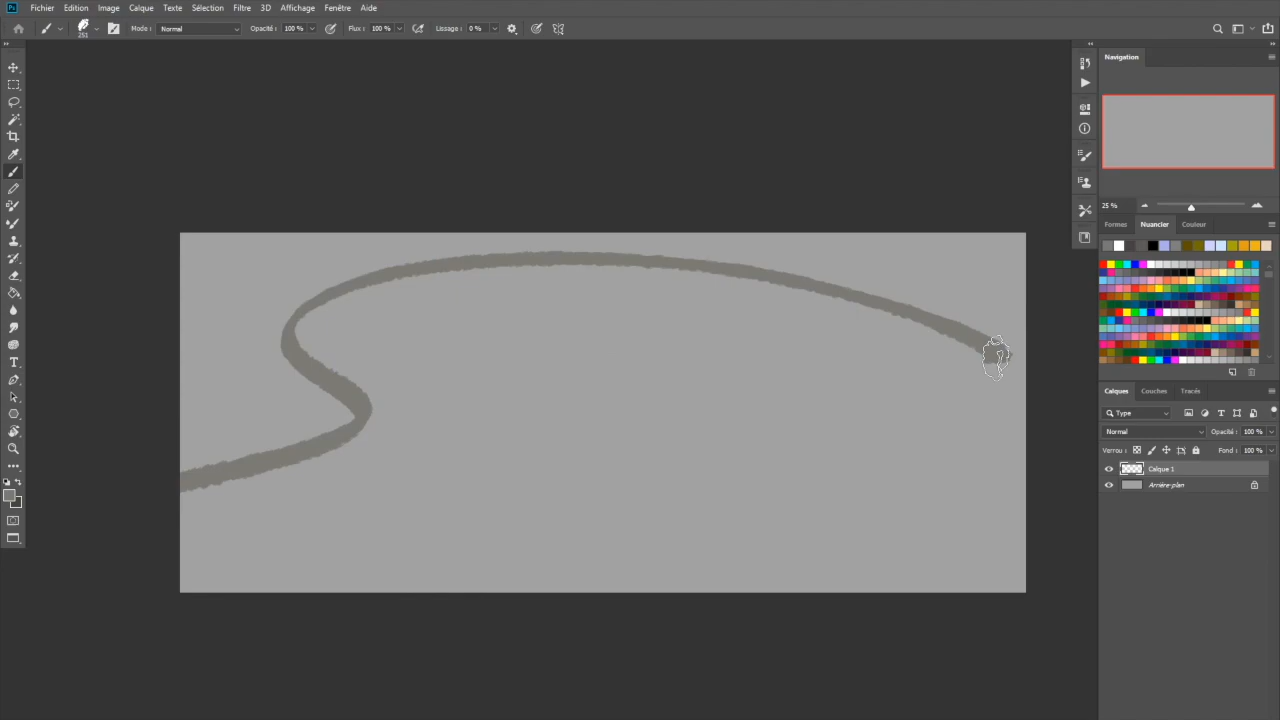 Ps Fichier Edition Image Calque Texte Sélection Filtre 3D Affichage Fenêtre Aide
251 Mode : Normal Opacité : 100 % Flux : 100 % Lissage : 0 %
Navigation
25 %
Formes Nuancier Couleur
Calques Couches Tracés
Type
Normal Opacité : 100 %
Verrou : Fond : 100 %
Calque 1
Arrière-plan